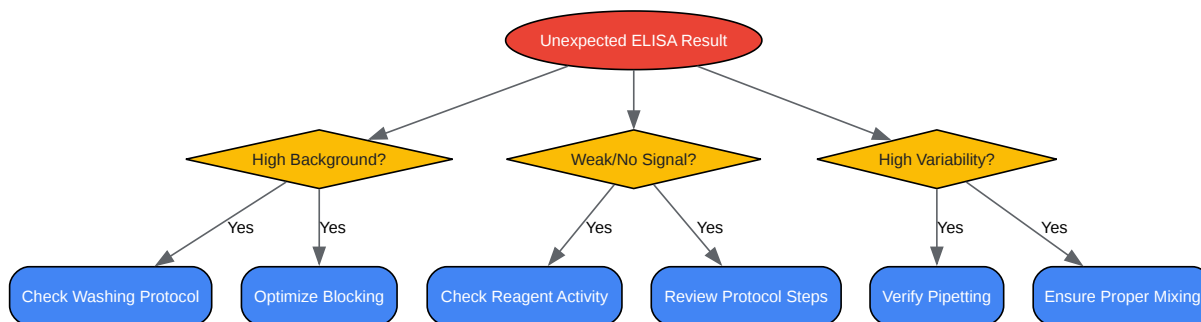 Unexpected ELISA Result
High Background?
Weak/No Signal?
High Variability?
Yes
Yes
Yes
Yes
Yes
Yes
Check Washing Protocol
Optimize Blocking
Check Reagent Activity
Review Protocol Steps
Verify Pipetting
Ensure Proper Mixing